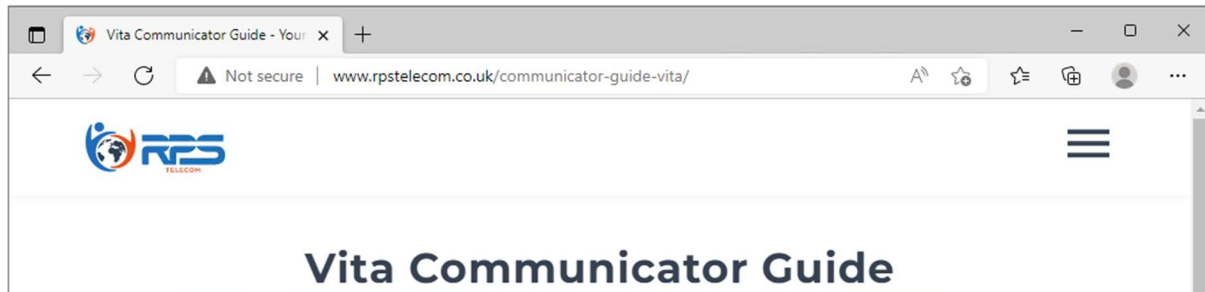 Vita Communicator Guide - Your
Not secure | www.rpstelecom.co.uk/communicator-guide-vita/
RPS
TELECOM
Vita Communicator Guide